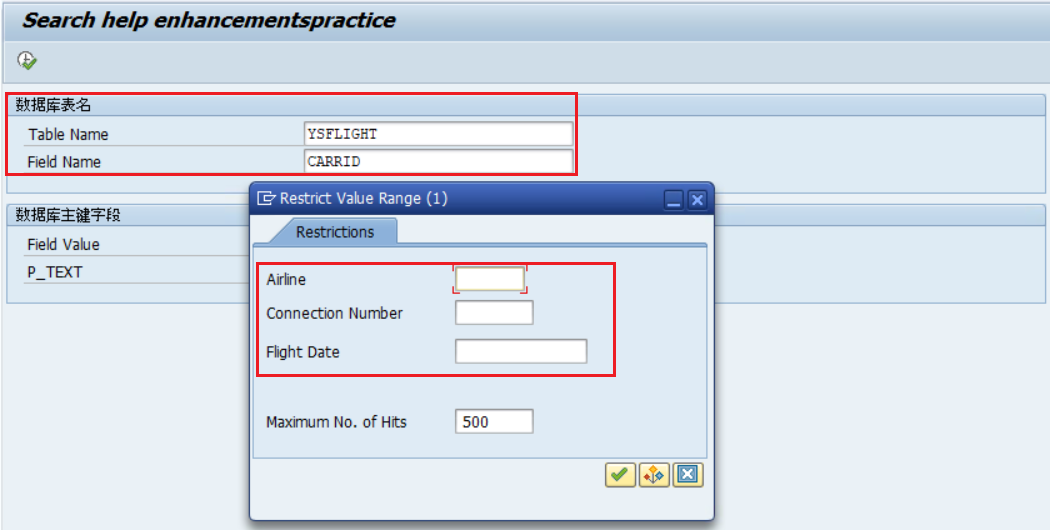 Search help enhancementspractice
数据库表名
Table Name YSFLIGHT
Field Name CARRID
Restrict Value Range (1)
数据库主键字段
Restrictions
Field Value
P_TEXT
Airline
Connection Number
Flight Date
Maximum No. of Hits 500